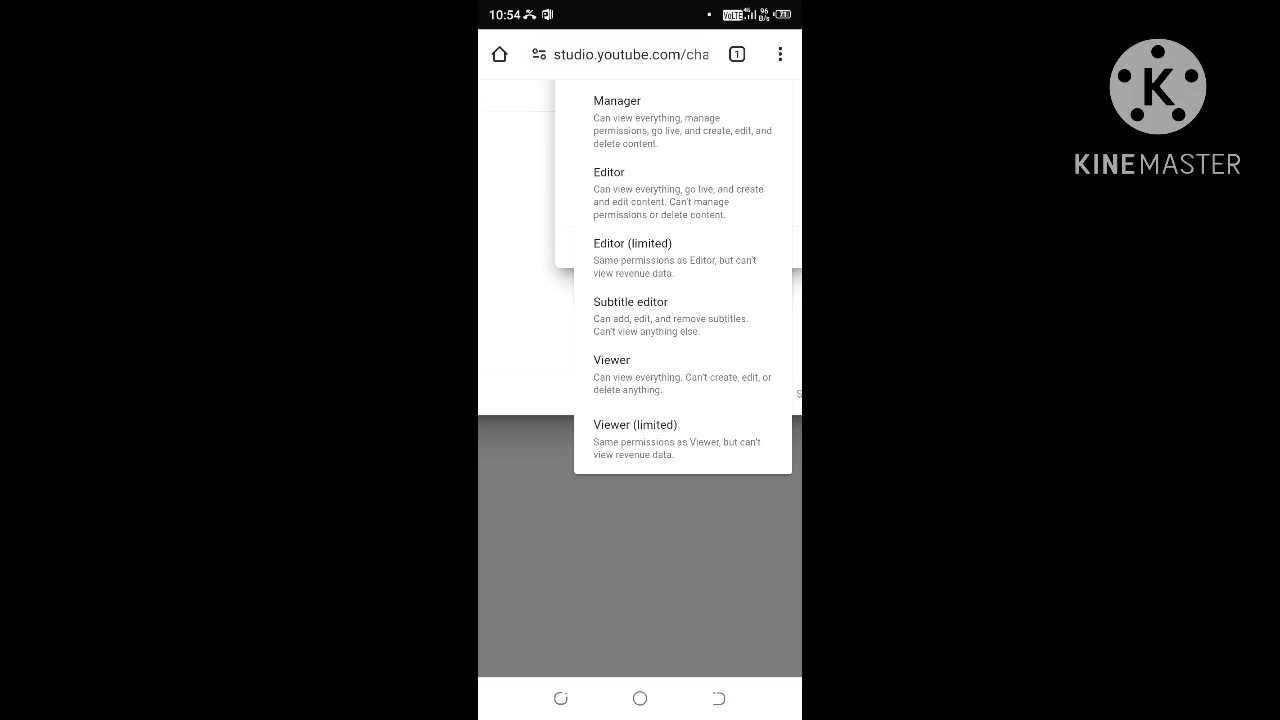 10:54
VoLTE 4G 96 B/s 71
studio.youtube.com/cha
1
K
KINEMASTER
Manager
Can view everything, manage
permissions, go live, and create, edit, and
delete content.
Editor
Can view everything, go live, and create
and edit content. Can't manage
permissions or delete content.
Editor (limited)
Same permissions as Editor, but can't
view revenue data.
Subtitle editor
Can add, edit, and remove subtitles.
Can't view anything else.
Viewer
Can view everything. Can't create, edit, or
delete anything.
S
Viewer (limited)
Same permissions as Viewer, but can't
view revenue data.